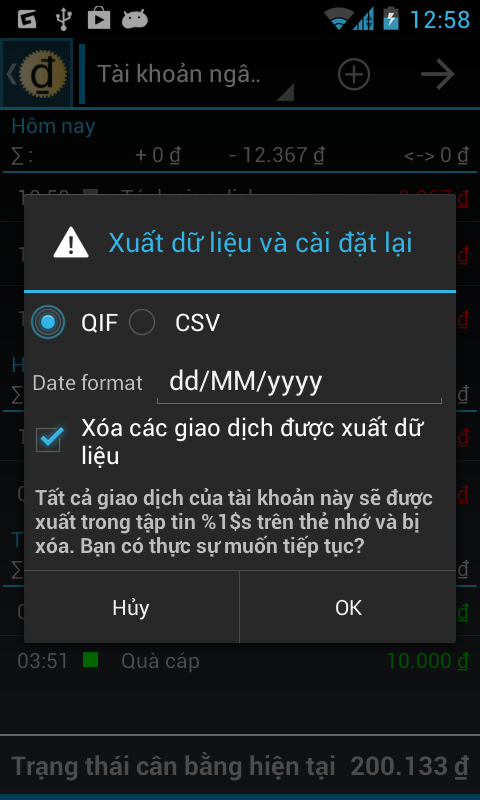 12:58
Tài khoản ngâ..
Hôm nay
∑ : + 0 ₫ - 12.367 ₫ <-> 0 ₫
Xuất dữ liệu và cài đặt lại
QIF CSV
Date format dd/MM/yyyy
Xóa các giao dịch được xuất dữ
liệu
Tất cả giao dịch của tài khoản này sẽ được
xuất trong tập tin %1$s trên thẻ nhớ và bị
xóa. Bạn có thực sự muốn tiếp tục?
Hủy OK
03:51 Quà cáp 10.000 ₫
Trạng thái cân bằng hiện tại 200.133 ₫